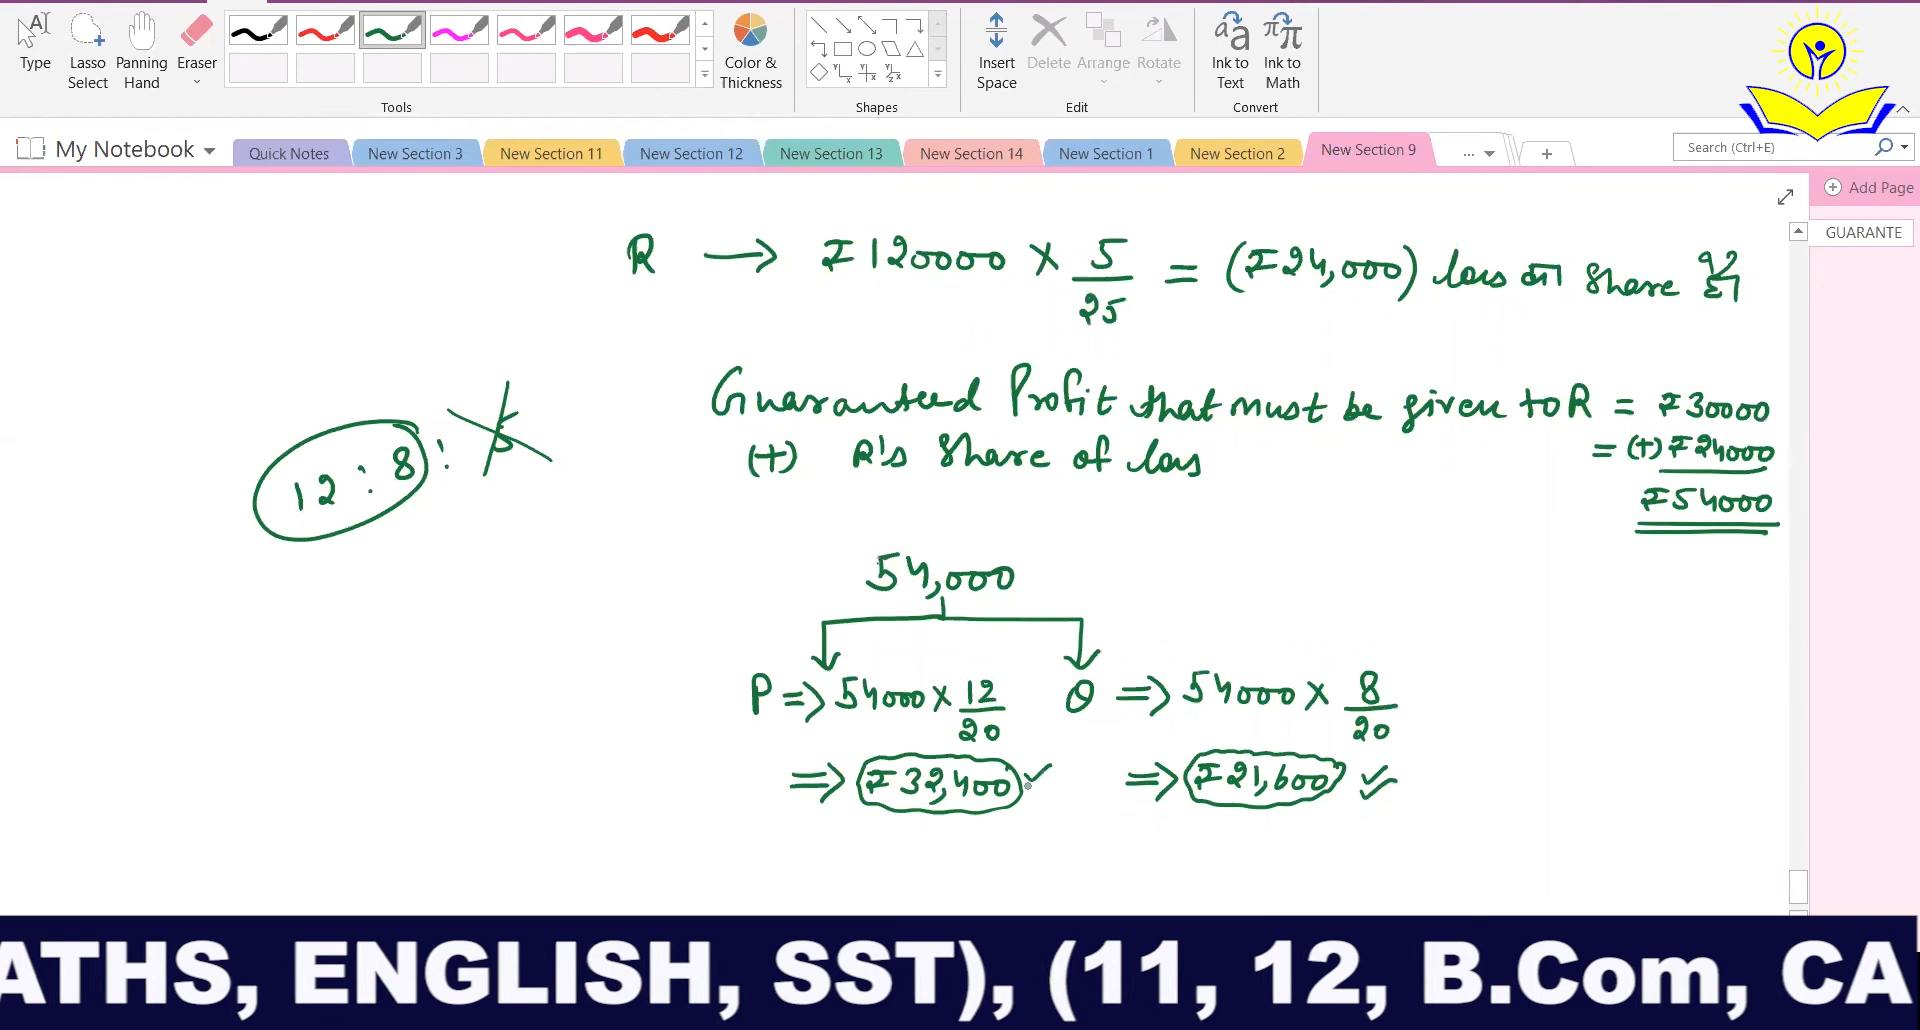 Type
Lasso Select
Panning Hand
Eraser
Color & Thickness
Insert Space
Delete
Arrange
Rotate
Ink to Text
Ink to Math
Tools
Shapes
Edit
Convert
My Notebook
Quick Notes
New Section 3
New Section 11
New Section 12
New Section 13
New Section 14
New Section 1
New Section 2
New Section 9
...
Search (Ctrl+E)
Add Page
GUARANTE
R → ₹120000 × 5/25 = (₹24,000) loss का share है
Guaranteed Profit that must be given to R = ₹30000
(+) R's Share of loss = (+) ₹24000
₹54000
12 : 8 : 5
54,000
P ⇒ 54000 × 12/20 Q ⇒ 54000 × 8/20
⇒ ₹32,400 ✓ ⇒ ₹21,600 ✓
ATHS, ENGLISH, SST), (11, 12, B.Com, CA